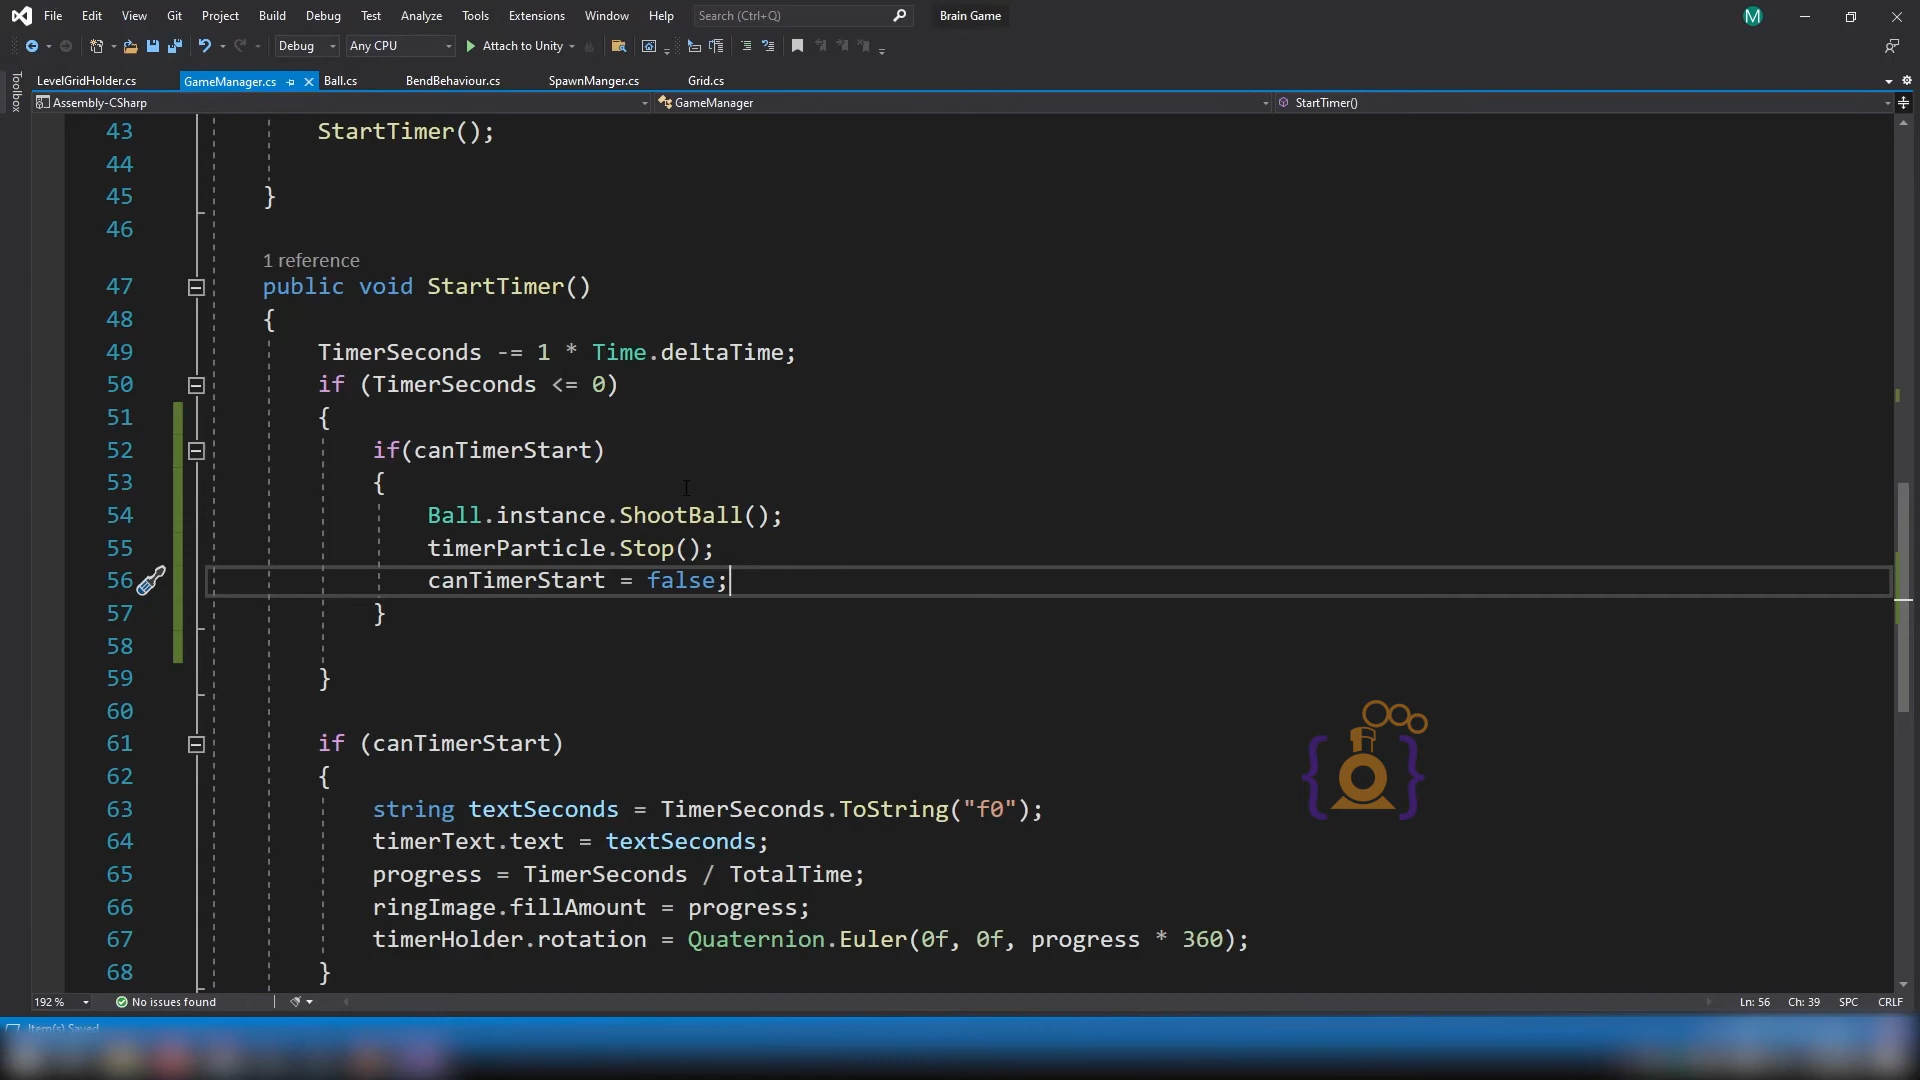 File Edit View Git Project Build Debug Test Analyze Tools Extensions Window Help Search (Ctrl+Q) Brain Game M
Debug Any CPU Attach to Unity
Toolbox
LevelGridHolder.cs GameManager.cs Ball.cs BendBehaviour.cs SpawnManger.cs Grid.cs
Assembly-CSharp GameManager StartTimer()
43 StartTimer();
44
45 }
46
1 reference
47 public void StartTimer()
48 {
49 TimerSeconds -= 1 * Time.deltaTime;
50 if (TimerSeconds <= 0)
51 {
52 if(canTimerStart)
53 {
54 Ball.instance.ShootBall();
55 timerParticle.Stop();
56 canTimerStart = false;
57 }
58
59 }
60
61 if (canTimerStart)
62 {
63 string textSeconds = TimerSeconds.ToString("f0");
64 timerText.text = textSeconds;
65 progress = TimerSeconds / TotalTime;
66 ringImage.fillAmount = progress;
67 timerHolder.rotation = Quaternion.Euler(0f, 0f, progress * 360);
68 }
192 % No issues found Ln: 56 Ch: 39 SPC CRLF
Item(s) Saved